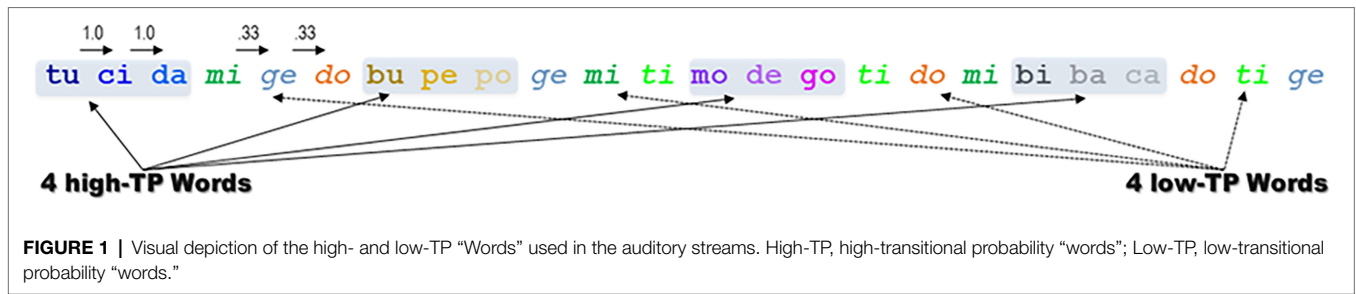 1.0 1.0 .33 .33
tu ci da mi ge do bu pe po ge mi ti mo de go ti do mi bi ba ca do ti ge
4 high-TP Words 4 low-TP Words
FIGURE 1 | Visual depiction of the high- and low-TP “Words” used in the auditory streams. High-TP, high-transitional probability “words”; Low-TP, low-transitional
probability “words.”